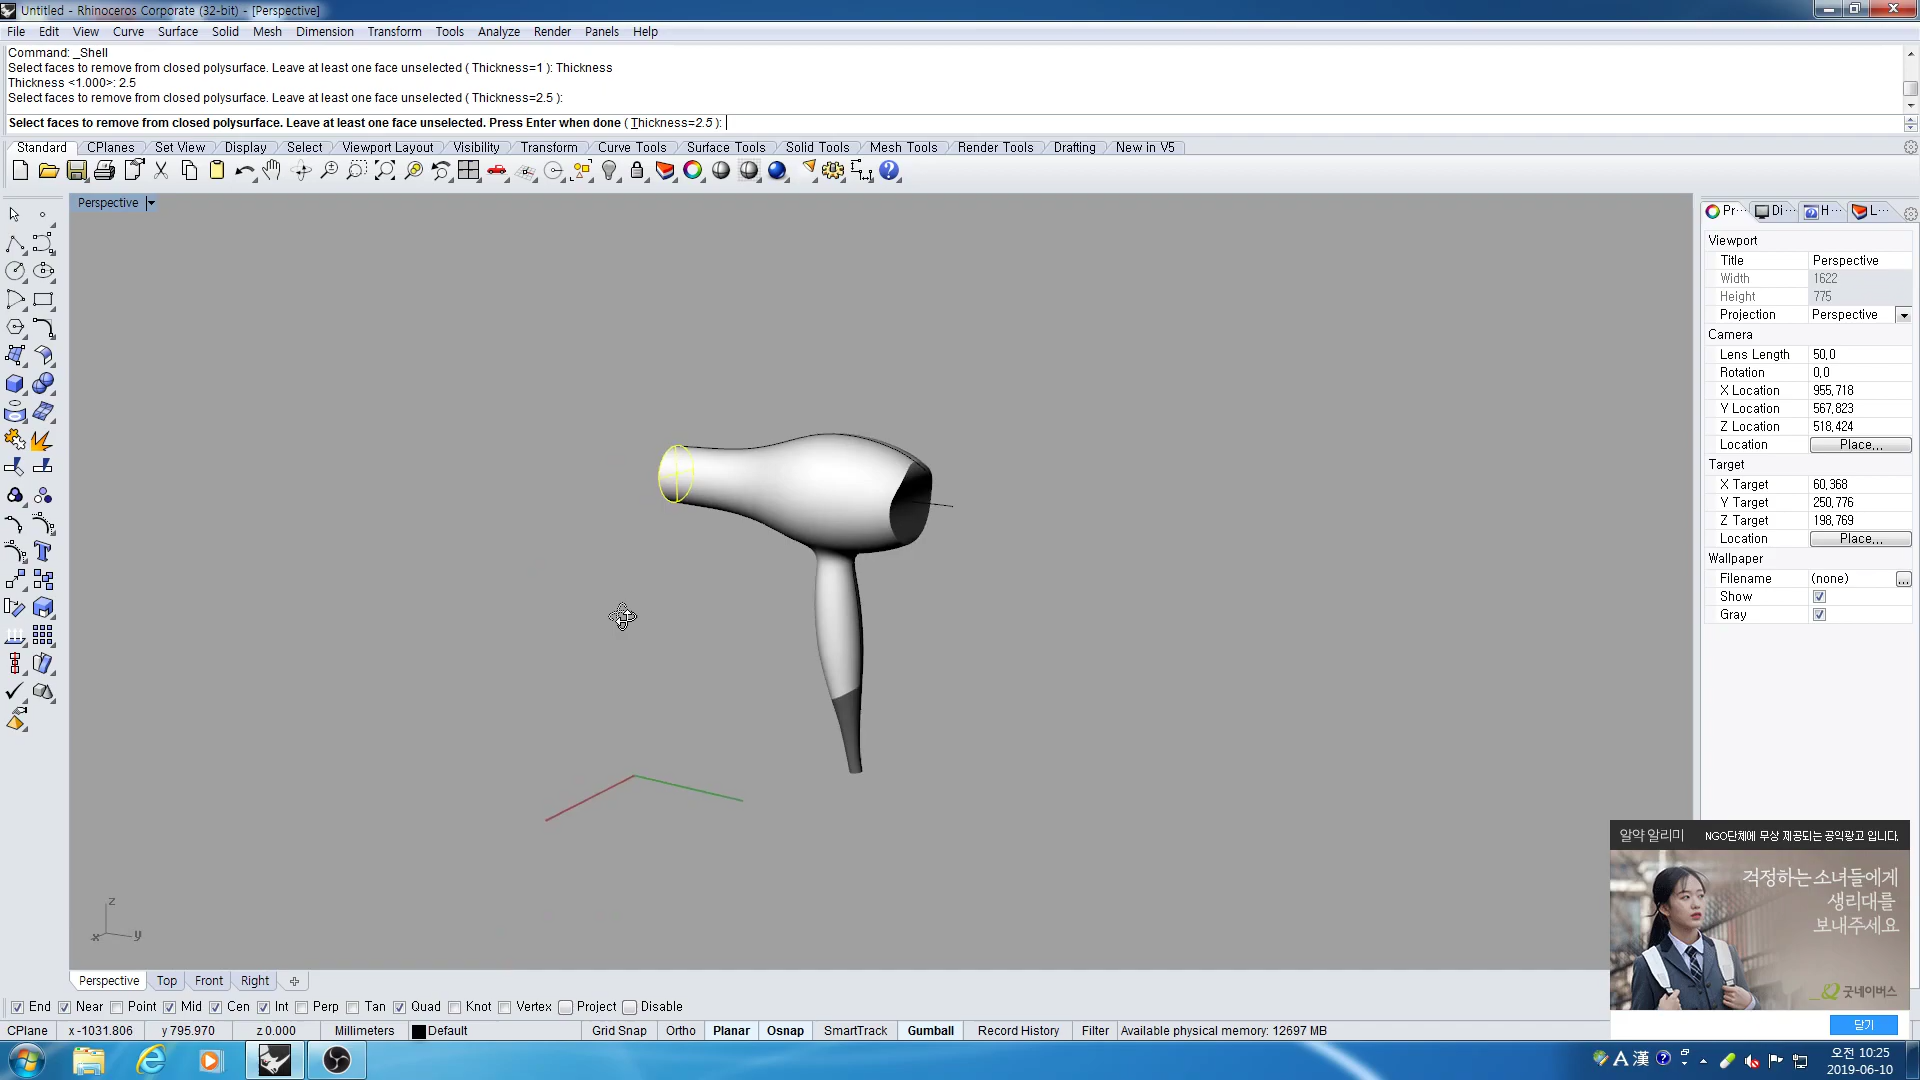 Untitled - Rhinoceros Corporate (32-bit) - [Perspective]
File Edit View Curve Surface Solid Mesh Dimension Transform Tools Analyze Render Panels Help
Command: _Shell
Select faces to remove from closed polysurface. Leave at least one face unselected ( Thickness=1 ): Thickness
Thickness <1.000>: 2.5
Select faces to remove from closed polysurface. Leave at least one face unselected ( Thickness=2.5 ):
Select faces to remove from closed polysurface. Leave at least one face unselected. Press Enter when done ( Thickness=2.5 ):
Standard CPlanes Set View Display Select Viewport Layout Visibility Transform Curve Tools Surface Tools Solid Tools Mesh Tools Render Tools Drafting New in V5
Perspective
Pr··· Di··· H··· L···
Viewport
Title Perspective
Width 1622
Height 775
Projection Perspective
Camera
Lens Length 50,0
Rotation 0,0
X Location 955,718
Y Location 567,823
Z Location 518,424
Location Place,,,
Target
X Target 60,368
Y Target 250,776
Z Target 198,769
Location Place,,,
Wallpaper
Filename (none) ...
Show
Gray
z
x y
알약 알리미 NGO단체에 무상 제공되는 공익광고 입니다.
걱정하는 소녀들에게
생리대를
보내주세요
굿네이버스
닫기
Perspective Top Front Right
End Near Point Mid Cen Int Perp Tan Quad Knot Vertex Project Disable
CPlane x -1031.806 y 795.970 z 0.000 Millimeters Default Grid Snap Ortho Planar Osnap SmartTrack Gumball Record History Filter Available physical memory: 12697 MB
A 漢 오전 10:25
2019-06-10